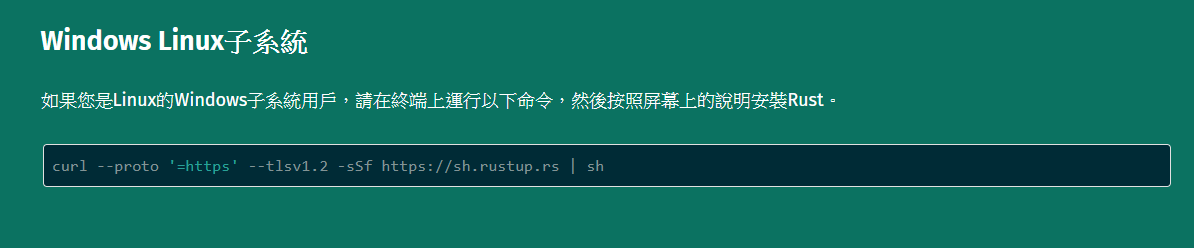 Windows Linux子系統
如果您是Linux的Windows子系統用戶，請在終端上運行以下命令，然後按照屏幕上的說明安裝Rust。
curl --proto '=https' --tlsv1.2 -sSf https://sh.rustup.rs | sh